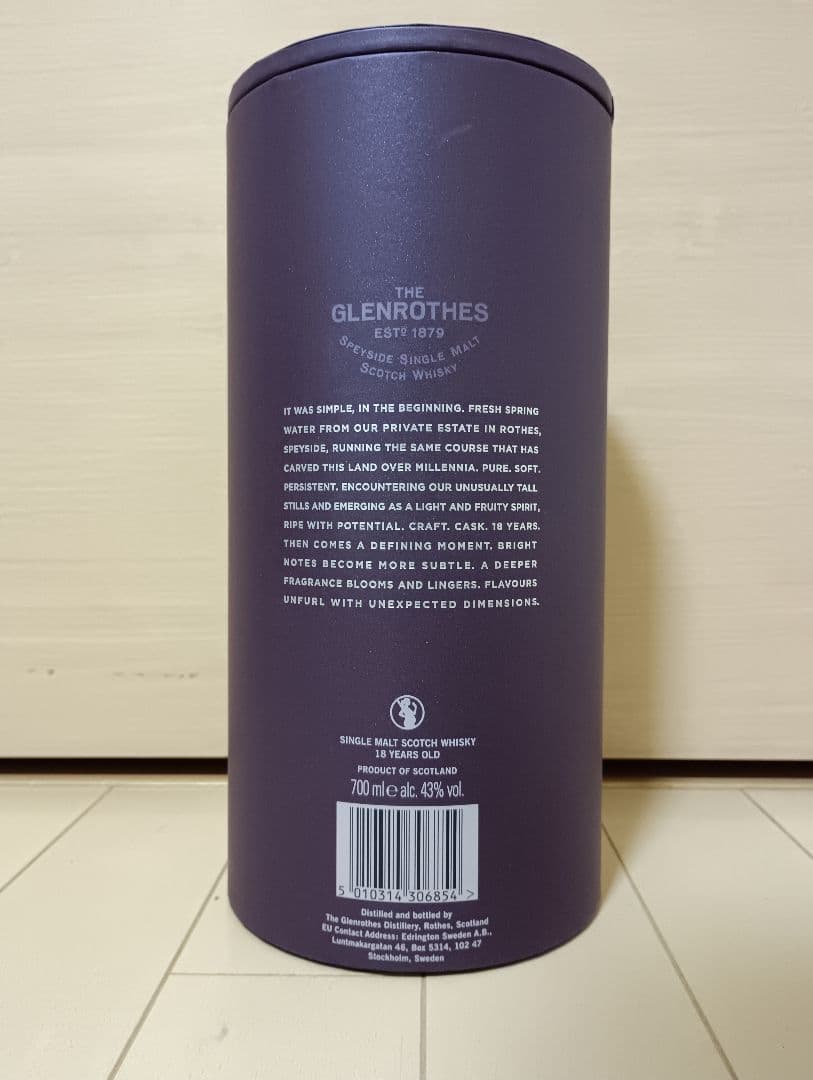 THE
GLENROTHES
ESTD 1879
SPEYSIDE SINGLE MALT
SCOTCH WHISKY
IT WAS SIMPLE, IN THE BEGINNING. FRESH SPRING
WATER FROM OUR PRIVATE ESTATE IN ROTHES,
SPEYSIDE, RUNNING THE SAME COURSE THAT HAS
CARVED THIS LAND OVER MILLENNIA. PURE. SOFT.
PERSISTENT. ENCOUNTERING OUR UNUSUALLY TALL
STILLS AND EMERGING AS A LIGHT AND FRUITY SPIRIT,
RIPE WITH POTENTIAL. CRAFT. CASK. 18 YEARS.
THEN COMES A DEFINING MOMENT. BRIGHT
NOTES BECOME MORE SUBTLE. A DEEPER
FRAGRANCE BLOOMS AND LINGERS. FLAVOURS
UNFURL WITH UNEXPECTED DIMENSIONS.
SINGLE MALT SCOTCH WHISKY
18 YEARS OLD
PRODUCT OF SCOTLAND
700 ml e alc. 43% vol.
5 010314 306854 >
Distilled and bottled by
The Glenrothes Distillery, Rothes, Scotland
EU Contact Address: Edrington Sweden A.B.,
Luntmakargatan 46, Box 5314, 102 47
Stockholm, Sweden